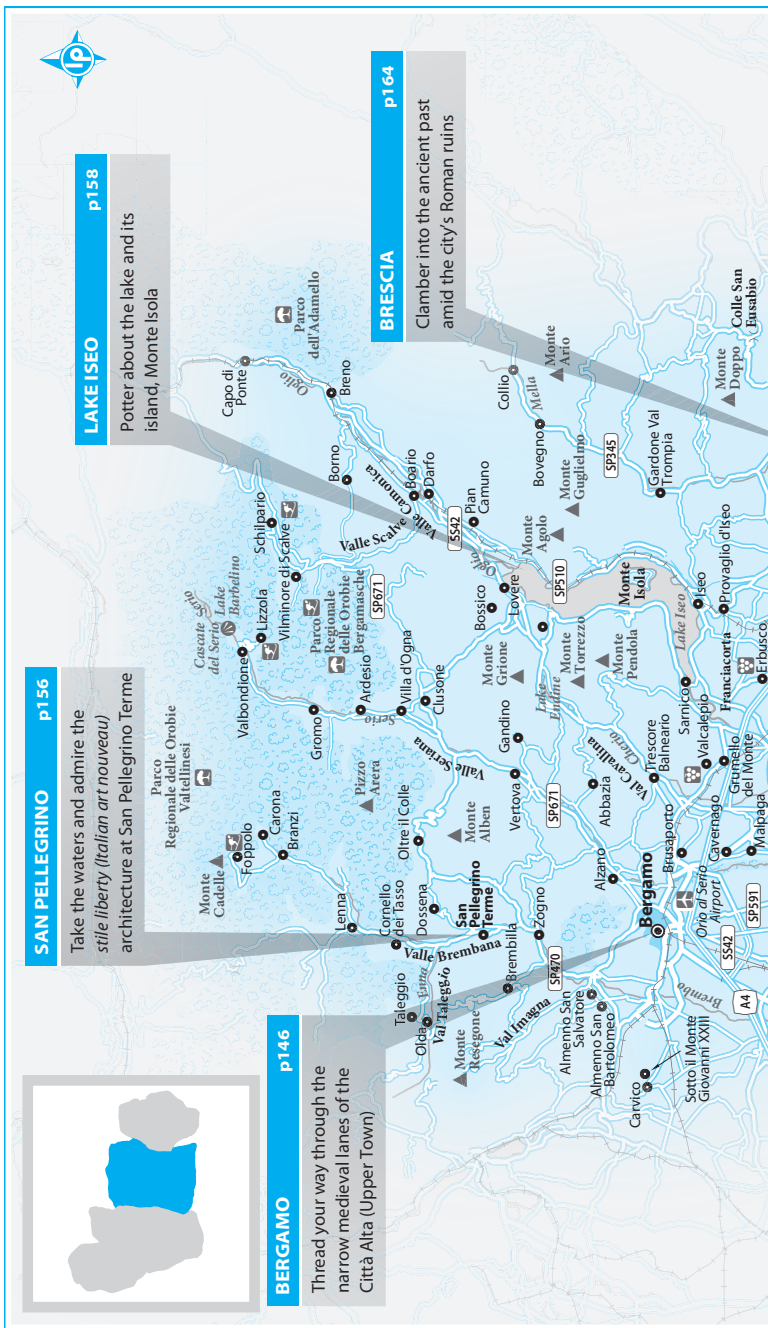 BERGAMO p146
Thread your way through the
narrow medieval lanes of the
Città Alta (Upper Town)
SAN PELLEGRINO p156
Take the waters and admire the
stile liberty (Italian art nouveau)
architecture at San Pellegrino Terme
LAKE ISEO p158
Potter about the lake and its
island, Monte Isola
BRESCIA p164
Clamber into the ancient past
amid the city's Roman ruins
lp
Parco
Regionale delle Orobie
Valtellinesi
Monte
Cadelle
Foppolo
Carona
Branzi
Lenna
Cornello
dei Tasso
Dossena
Valle Brembana
San
Pellegrino
Terme
Taleggio
Olda
Enna
Val Taleggio
Monte
Resegone
Brembilla
Val Imagna
Zogno
SP470
Almenno San
Salvatore
Almenno San
Bartolomeo
Carvico
Sotto il Monte
Giovanni XXIII
Brembo
A4
SS42
SP591
Bergamo
Orio al Serio
Airport
Alzano
Brusaporto
Cavernago
Malpaga
Oltre il Colle
Monte
Alben
Pizzo
Arera
Valle Seriana
Vertova
Gandino
SP671
Abbazia
Val Cavallina
Cherio
Trescore
Balneario
Valcalepio
Grumello
del Monte
Cascate
del Serio
Serio
Lake
Barbelino
Valbondione
Lizzola
Gromo
Ardesio
Serio
Villa d'Ogna
Clusone
Parco
Regionale
delle Orobie
Bergamasche
Schilpario
Vilminore di Scalve
SP671
Valle Scalve
Valle Camonica
Borno
Boario
Darfo
Capo di
Ponte
Oglio
Breno
Parco
dell'Adamello
SS42
Pian
Camuno
Oglio
Bossico
Lovere
Monte
Grione
Lake
Endine
Monte
Torrezzo
Monte
Pendola
SP510
Monte
Agolo
Monte
Guglielmo
Monte
Isola
Lake Iseo
Iseo
Sarnico
Provaglio d'Iseo
Franciacorta
Erbusco
Collio
Mella
Bovegno
Monte
Ario
SP345
Gardone Val
Trompia
Monte
Doppo
Colle San
Eusabio